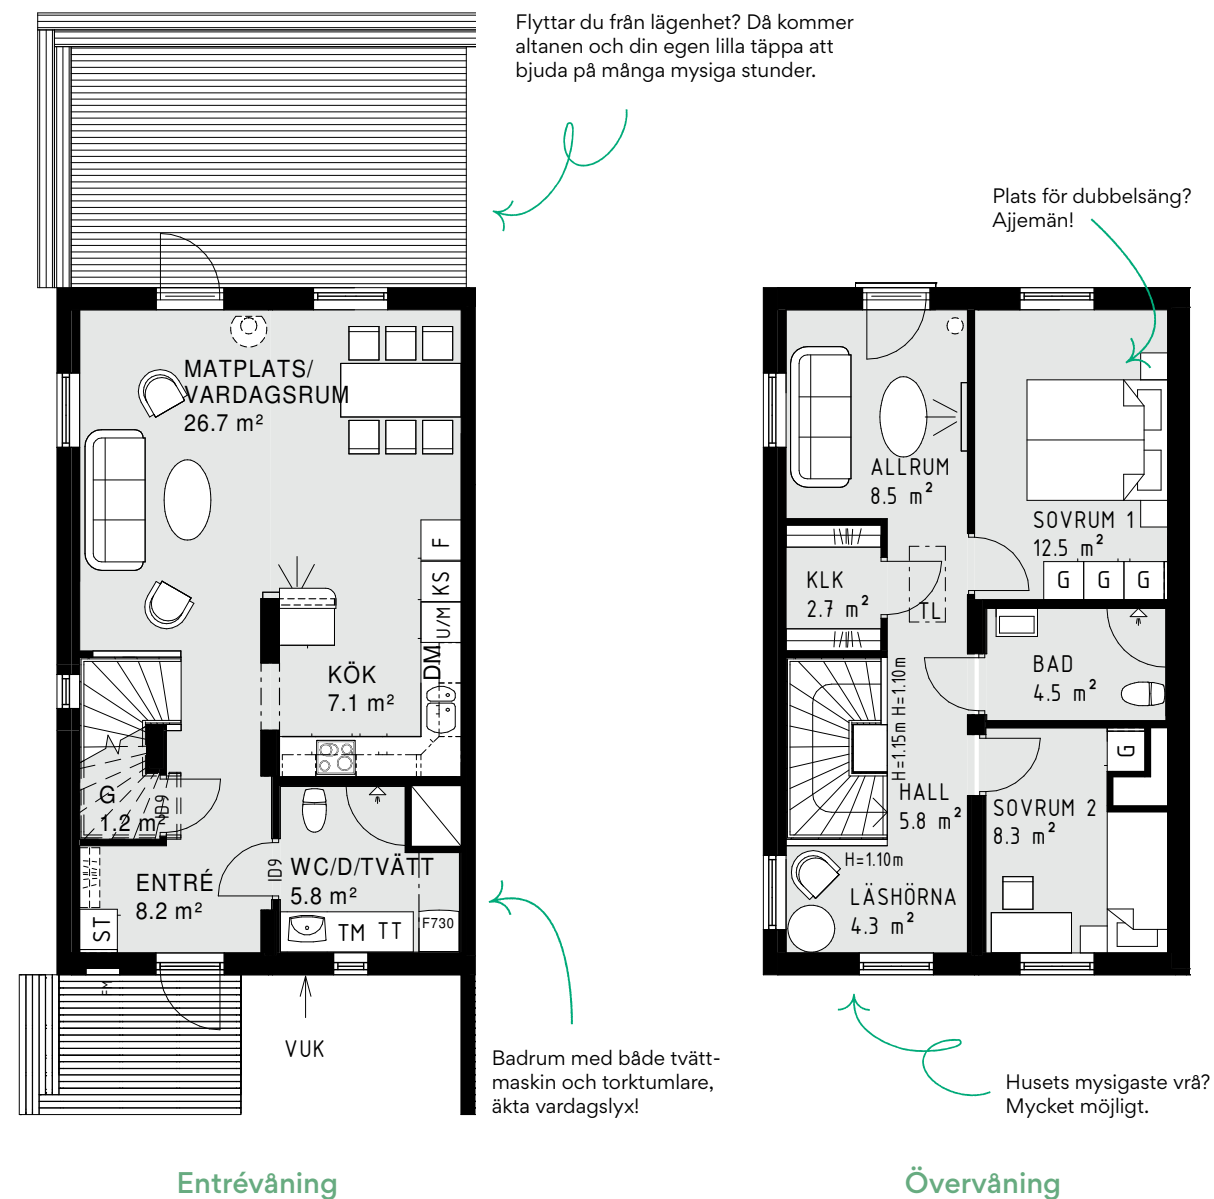 Flyttar du från lägenhet? Då kommer
altanen och din egen lilla täppa att
bjuda på många mysiga stunder.
Plats för dubbelsäng?
Ajjemän!
MATPLATS/
VARDAGSRUM
26.7 m²
F
KS
U/M
DM
KÖK
7.1 m²
G
1.2 m²
ID9
ENTRÉ
8.2 m²
ST
ID9
WC/D/TVÄTT
5.8 m²
TM TT
F730
FM
VUK
Badrum med både tvätt-
maskin och torktumlare,
äkta vardagslyx!
Entrévåning
ALLRUM
8.5 m²
SOVRUM 1
12.5 m²
G G G
KLK
2.7 m²
TL
BAD
4.5 m²
H=1.15m H=1.10m
HALL
5.8 m²
G
SOVRUM 2
8.3 m²
H=1.10m
LÄSHÖRNA
4.3 m²
Husets mysigaste vrå?
Mycket möjligt.
Övervåning